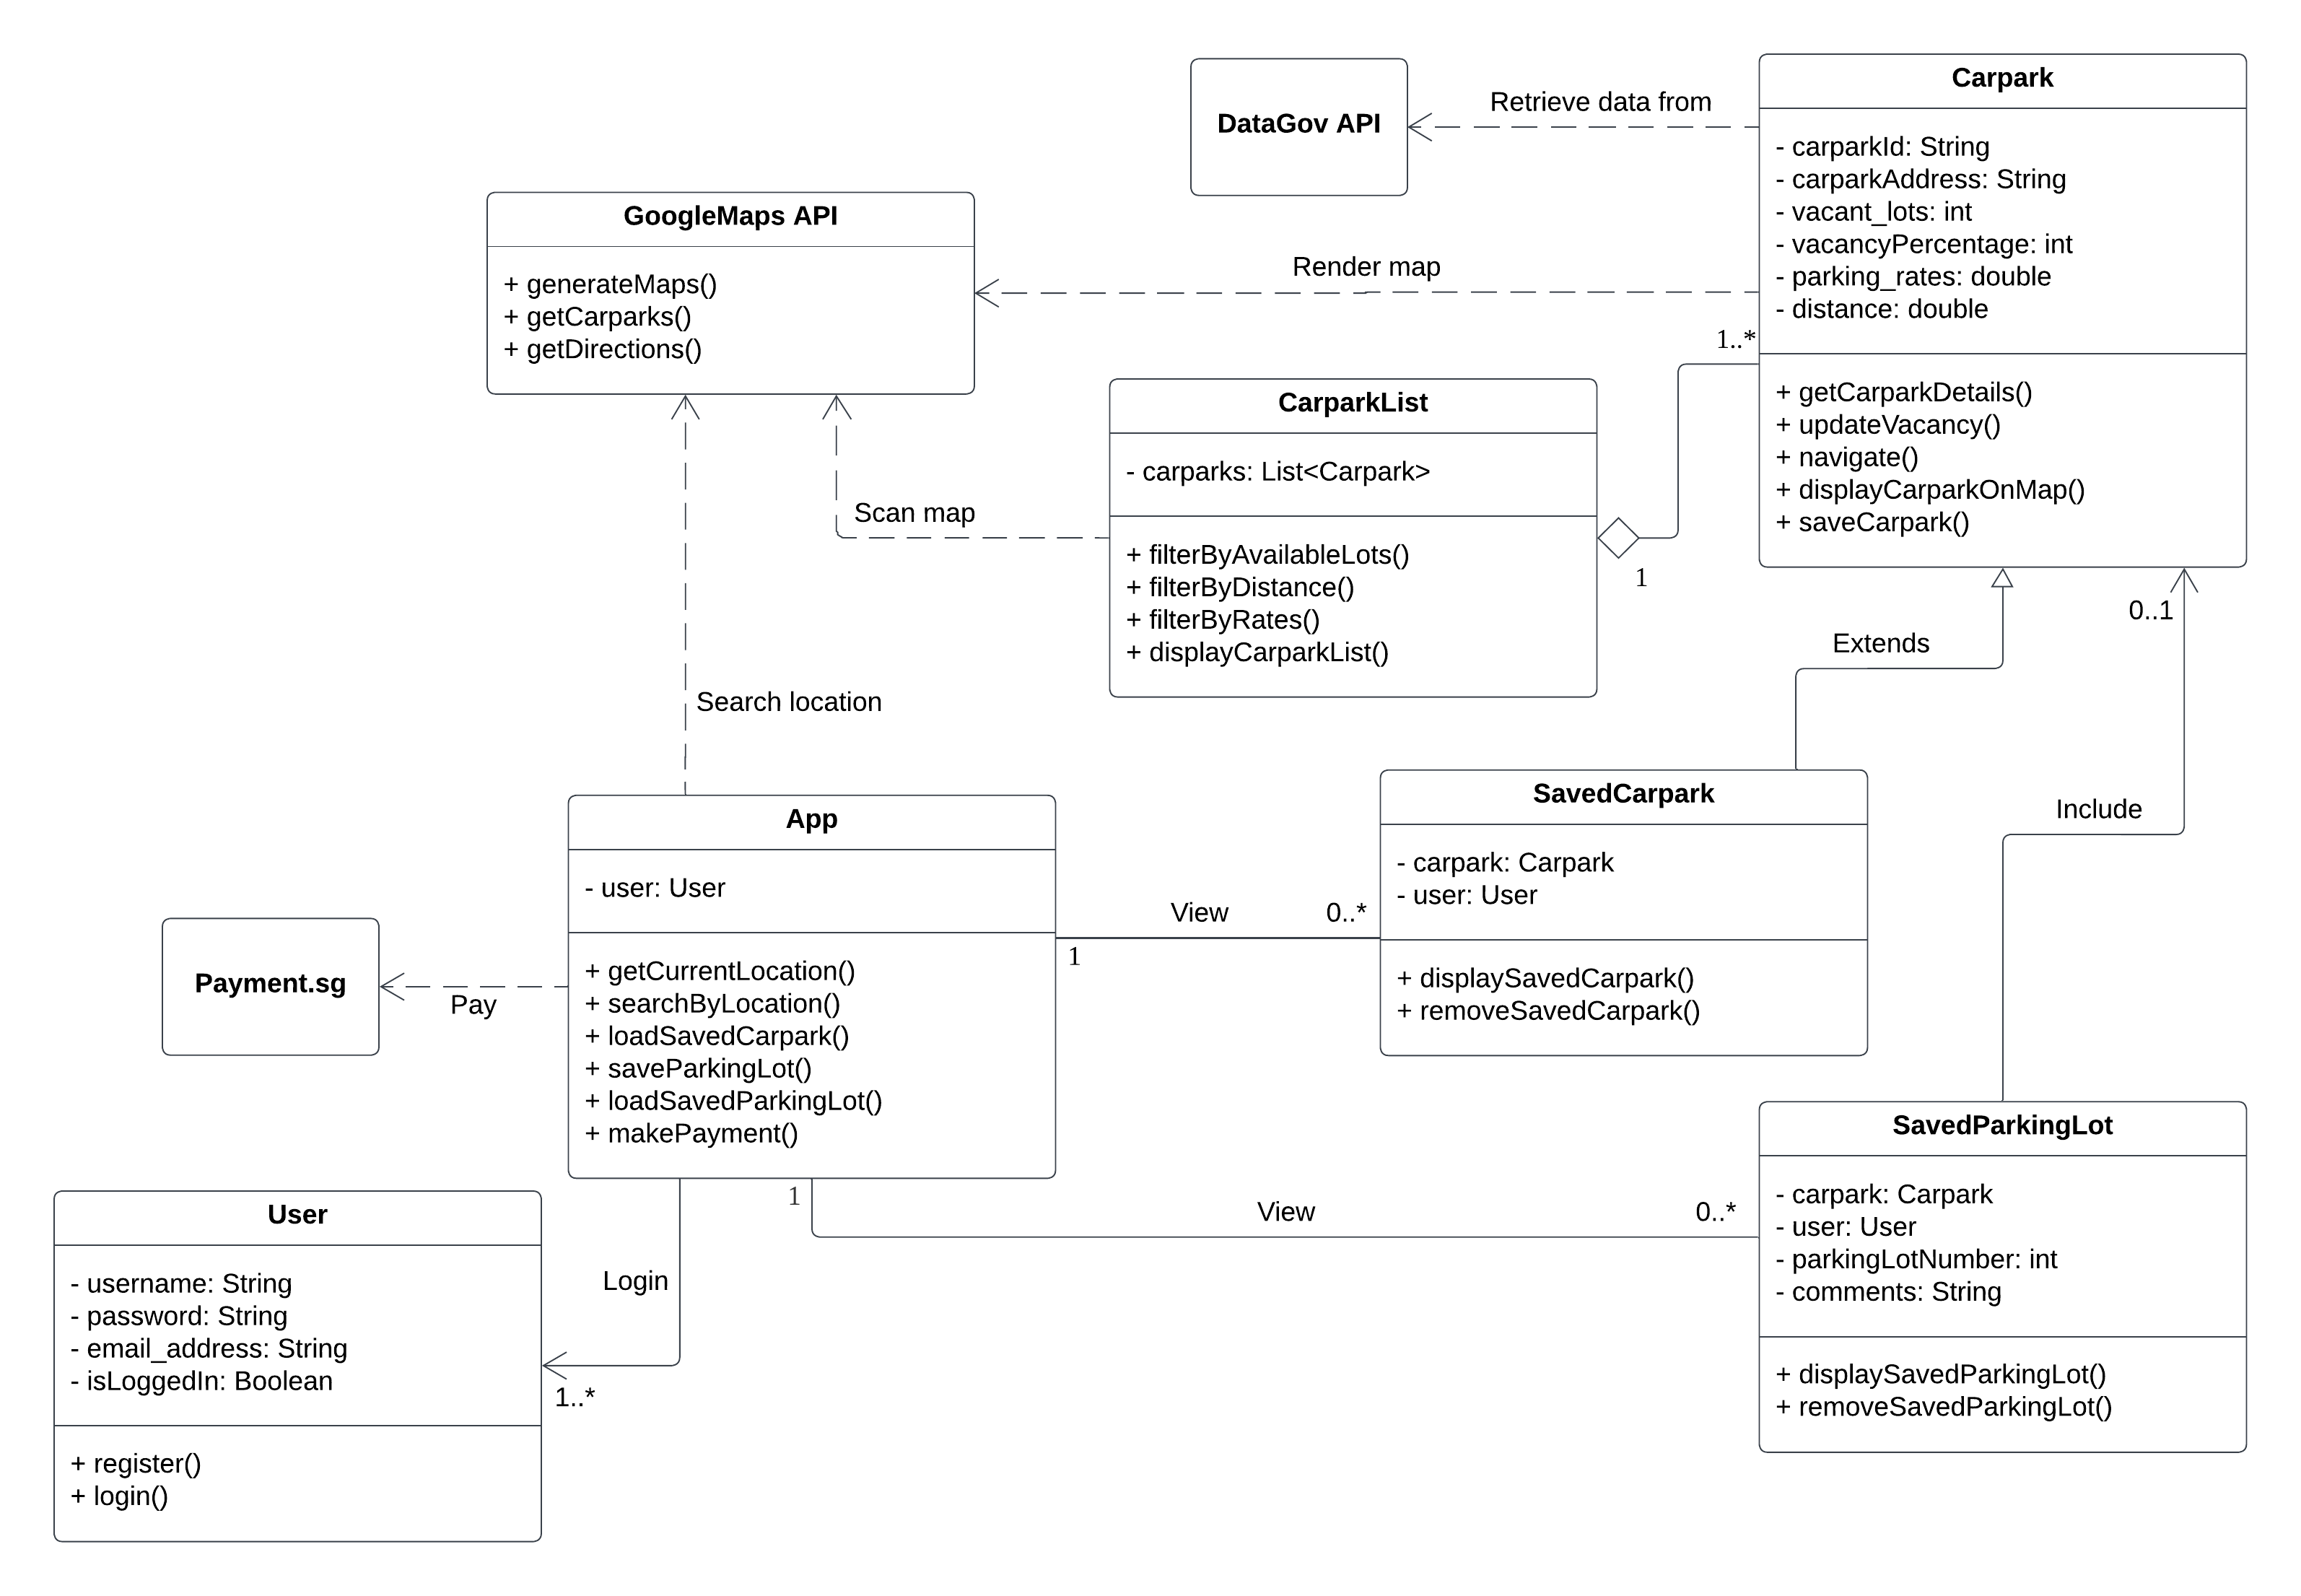 DataGov API
Retrieve data from
Carpark
- carparkId: String
- carparkAddress: String
- vacant_lots: int
- vacancyPercentage: int
- parking_rates: double
- distance: double
+ getCarparkDetails()
+ updateVacancy()
+ navigate()
+ displayCarparkOnMap()
+ saveCarpark()
GoogleMaps API
+ generateMaps()
+ getCarparks()
+ getDirections()
Render map
1..*
CarparkList
- carparks: List<Carpark>
+ filterByAvailableLots()
+ filterByDistance()
+ filterByRates()
+ displayCarparkList()
1
Scan map
0..1
Extends
Search location
Include
App
- user: User
+ getCurrentLocation()
+ searchByLocation()
+ loadSavedCarpark()
+ saveParkingLot()
+ loadSavedParkingLot()
+ makePayment()
SavedCarpark
- carpark: Carpark
- user: User
+ displaySavedCarpark()
+ removeSavedCarpark()
View
0..*
1
Payment.sg
Pay
SavedParkingLot
- carpark: Carpark
- user: User
- parkingLotNumber: int
- comments: String
+ displaySavedParkingLot()
+ removeSavedParkingLot()
1
View
0..*
User
- username: String
- password: String
- email_address: String
- isLoggedIn: Boolean
+ register()
+ login()
Login
1..*